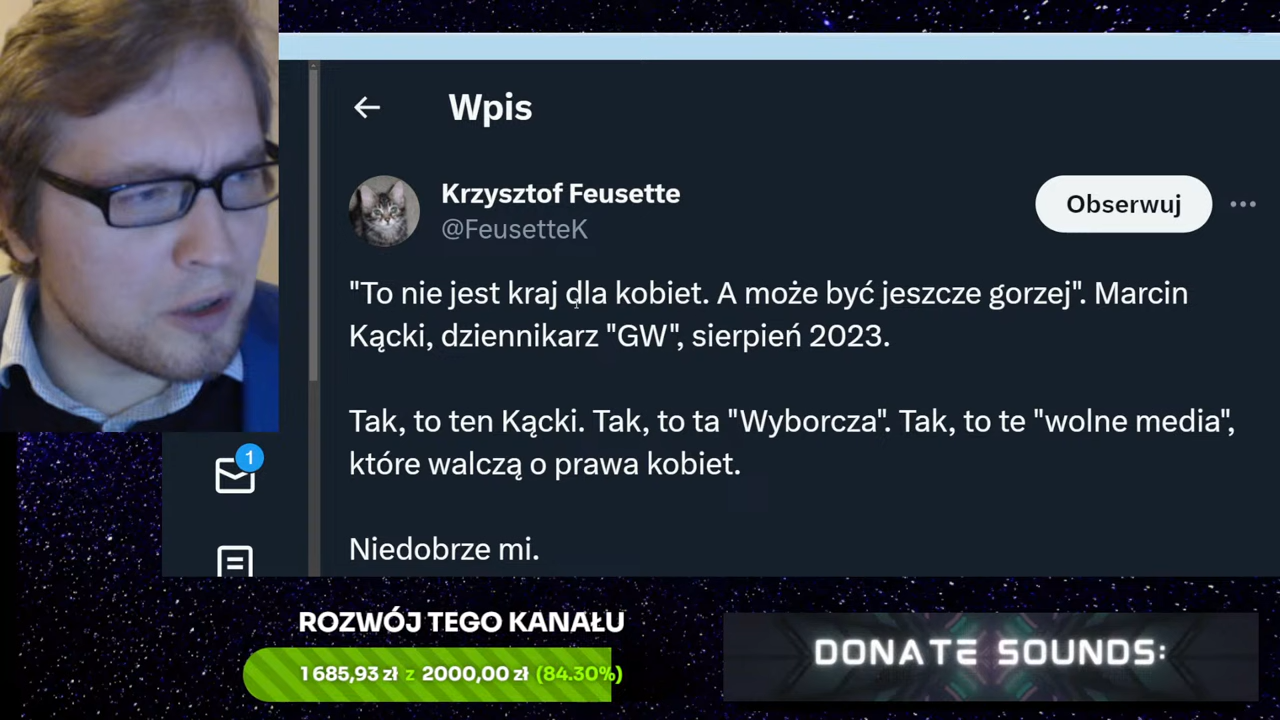 Wpis
Krzysztof Feusette
@FeusetteK
Obserwuj
"To nie jest kraj dla kobiet. A może być jeszcze gorzej". Marcin
Kącki, dziennikarz "GW", sierpień 2023.
Tak, to ten Kącki. Tak, to ta "Wyborcza". Tak, to te "wolne media",
które walczą o prawa kobiet.
Niedobrze mi.
1
ROZWÓJ TEGO KANAŁU
1 685,93 zł z 2000,00 zł (84.30%)
DONATE SOUNDS: